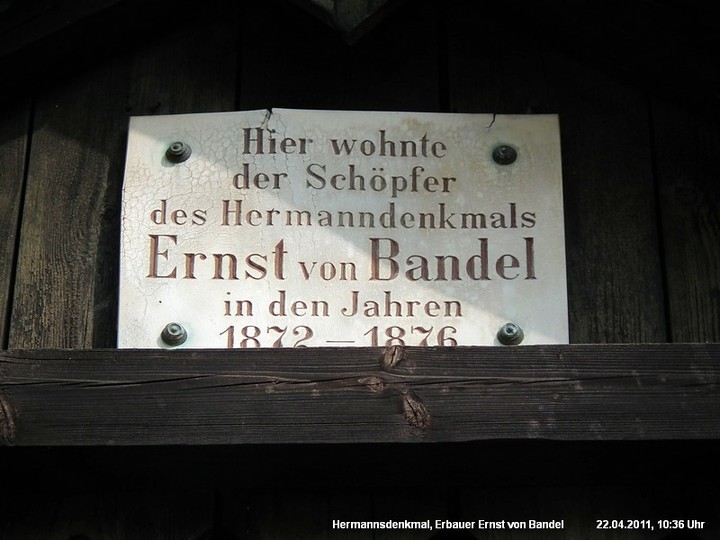 Hier wohnte
der Schöpfer
des Hermanndenkmals
Ernst von Bandel
in den Jahren
1872 – 1876
Hermannsdenkmal, Erbauer Ernst von Bandel 22.04.2011, 10:36 Uhr